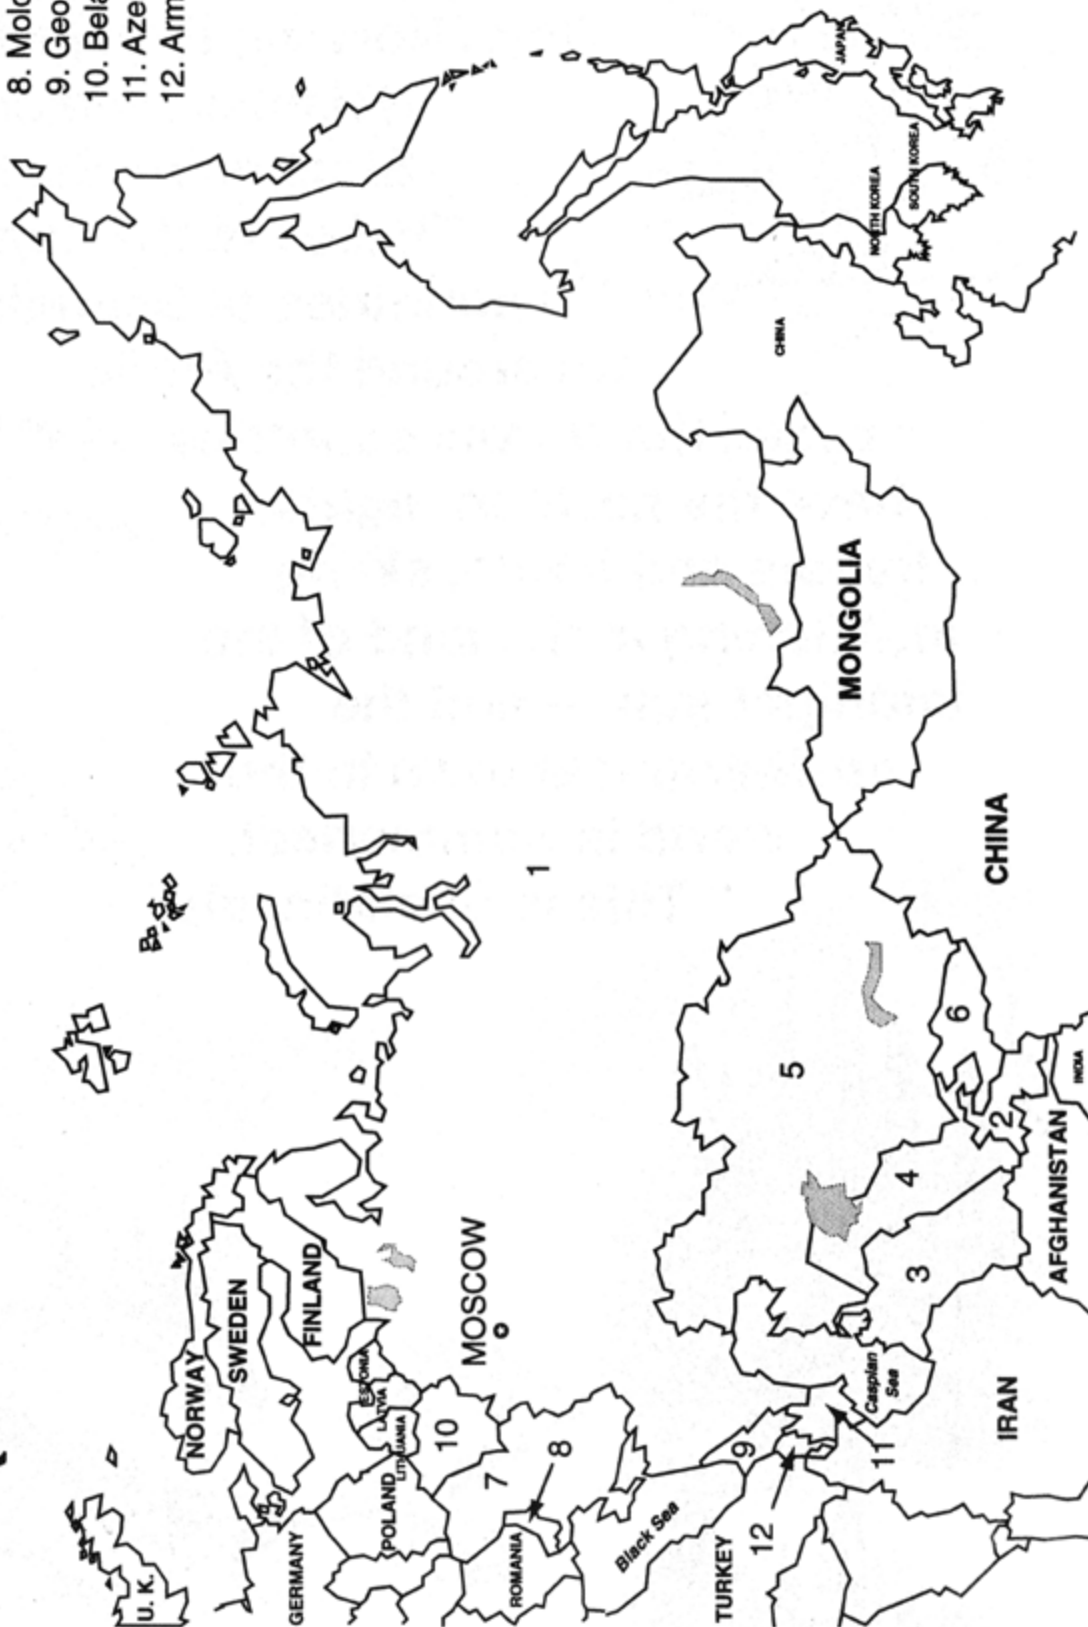 8. Mold
9. Geo
10. Bela
11. Aze
12. Arm
U. K.
NORWAY
SWEDEN
FINLAND
ESTONIA
LATVIA
LITHUANIA
GERMANY
POLAND
ROMANIA
MOSCOW
1
10
7
8
Black Sea
TURKEY
9
12
11
Caspian
Sea
IRAN
3
4
5
6
2
AFGHANISTAN
INDIA
CHINA
MONGOLIA
CHINA
NORTH KOREA
SOUTH KOREA
JAPAN